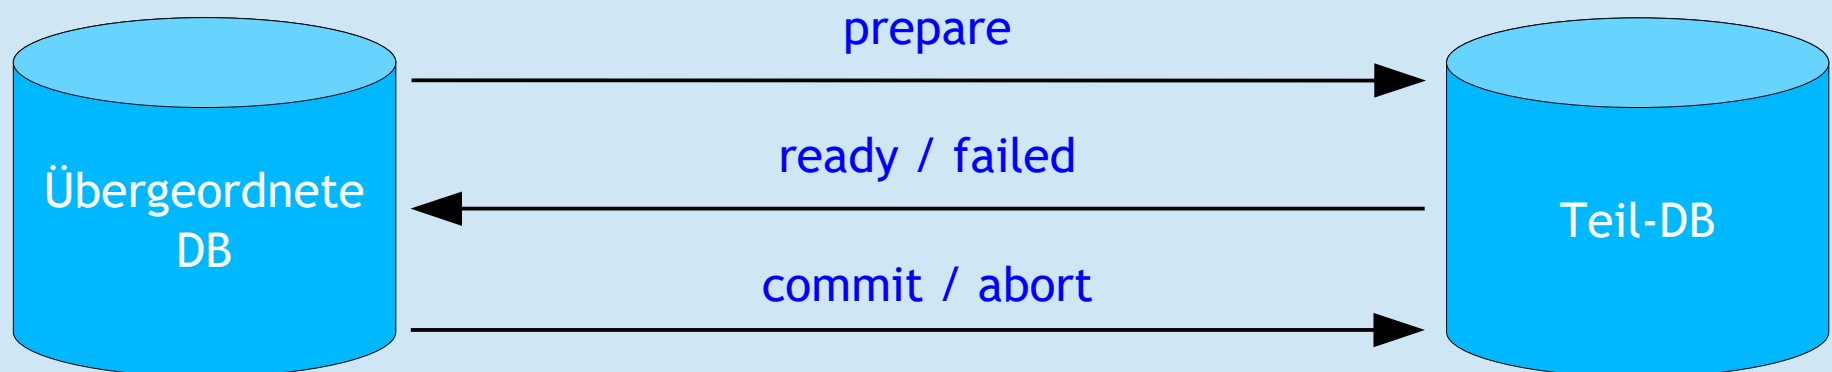 prepare
ready / failed
Übergeordnete
DB
Teil-DB
commit / abort